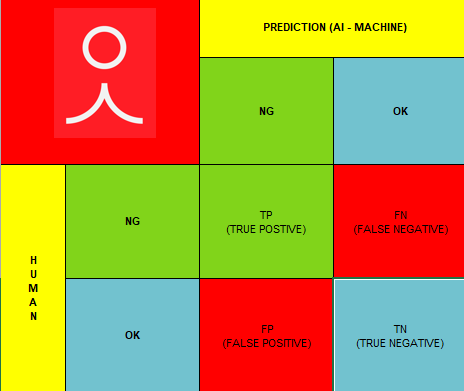 PREDICTION (AI - MACHINE)
NG
OK
HUMAN
NG
TP
(TRUE POSTIVE)
FN
(FALSE NEGATIVE)
OK
FP
(FALSE POSITIVE)
TN
(TRUE NEGATIVE)